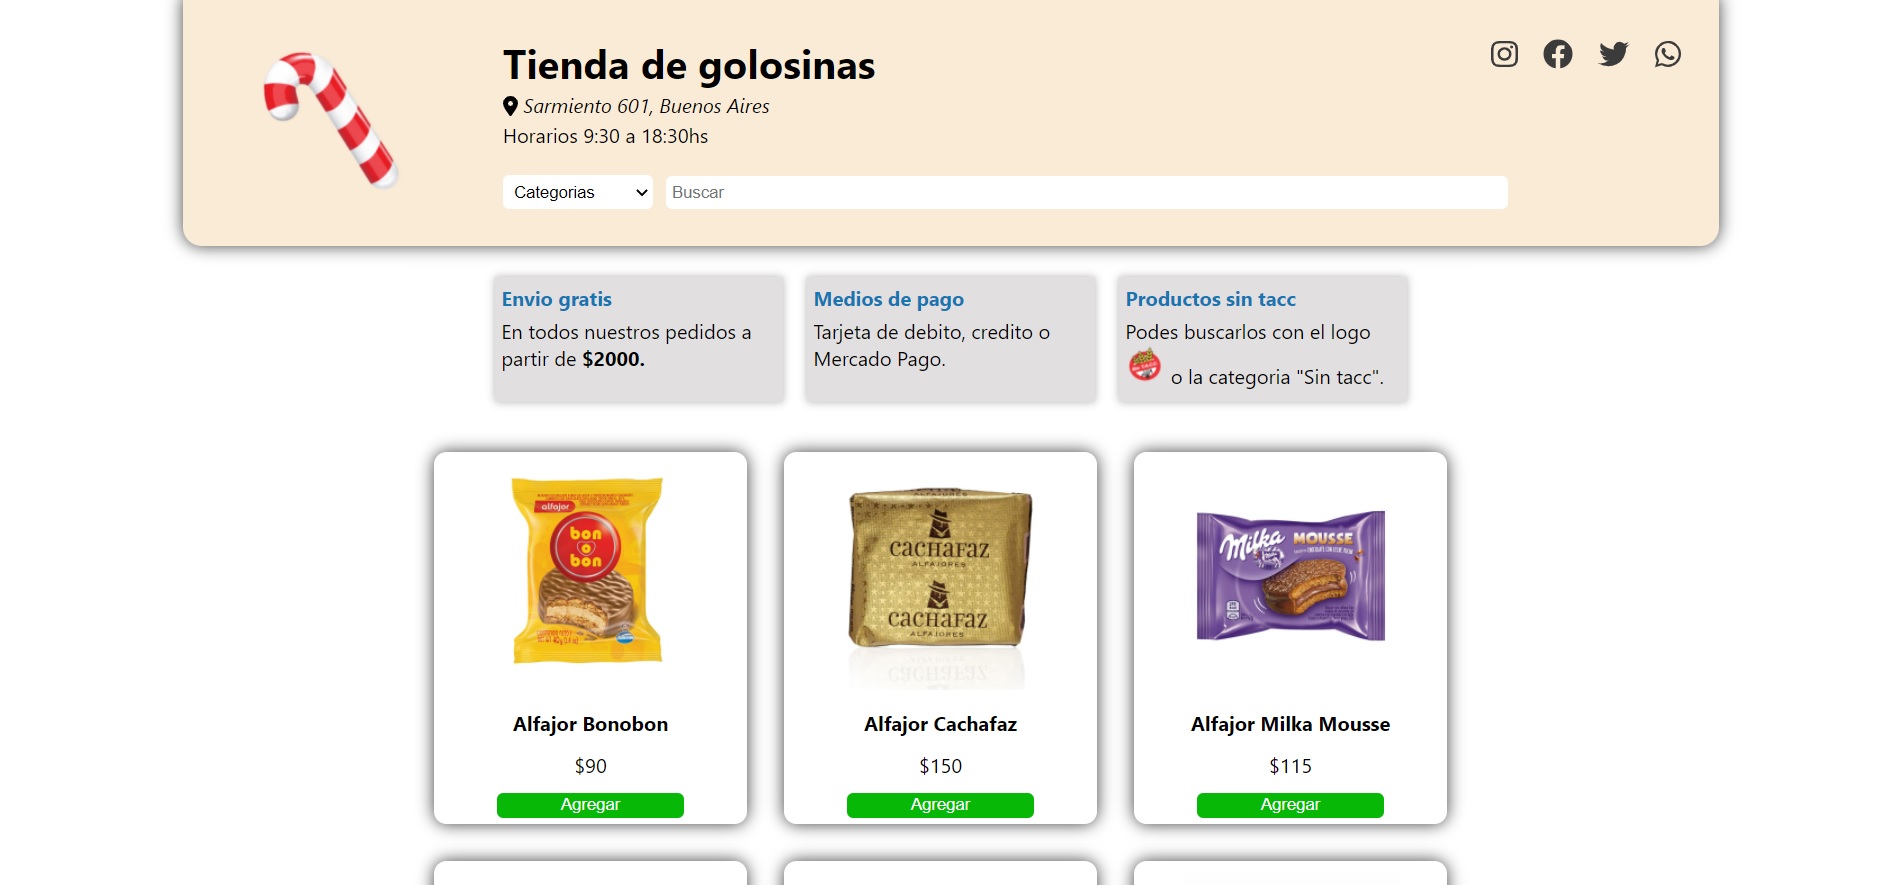 Tienda de golosinas
Sarmiento 601, Buenos Aires
Horarios 9:30 a 18:30hs
Categorias
Buscar
Envio gratis
En todos nuestros pedidos a
partir de $2000.
Medios de pago
Tarjeta de debito, credito o
Mercado Pago.
Productos sin tacc
Podes buscarlos con el logo
o la categoria "Sin tacc".
alfajor
bon
o
bon
ALFAJORES
CACHAFAZ
ALFAJORES
CACHAFAZ
ALFAJORES
Milka
MOUSSE
Alfajor Bonobon
$90
Agregar
Alfajor Cachafaz
$150
Agregar
Alfajor Milka Mousse
$115
Agregar